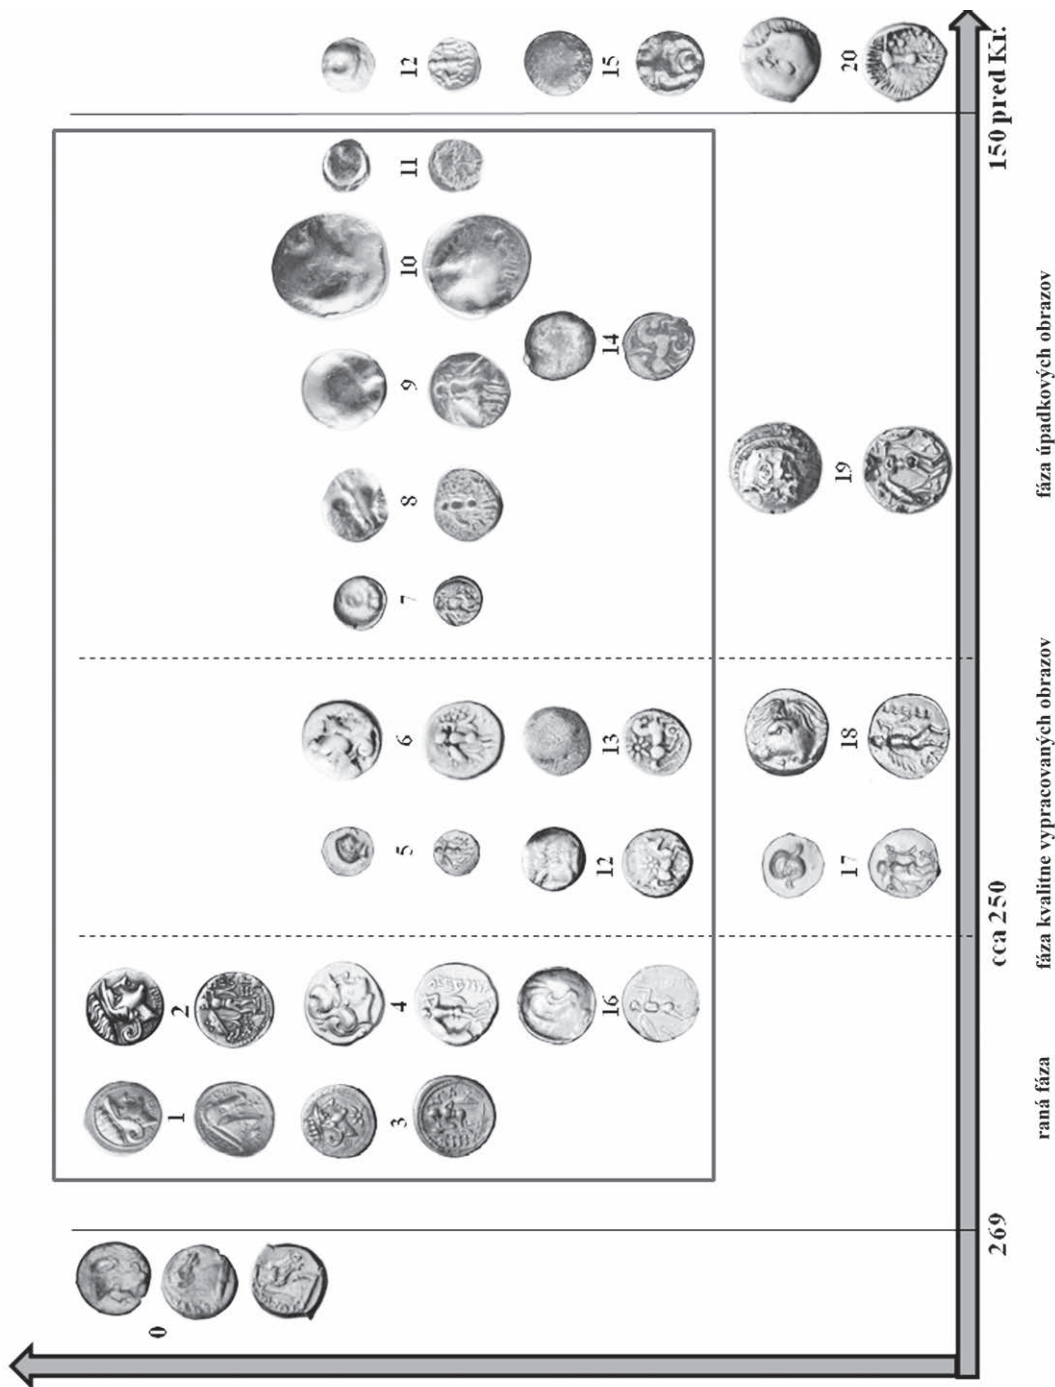 0
1 2
3 4 5 6 7 8 9 10 11 12
16 12 13 14 15
17 18 19 20
269 cca 250 150 pred Kr.
raná fáza fáza kvalitne vypracovaných obrazov fáza úpadkových obrazov